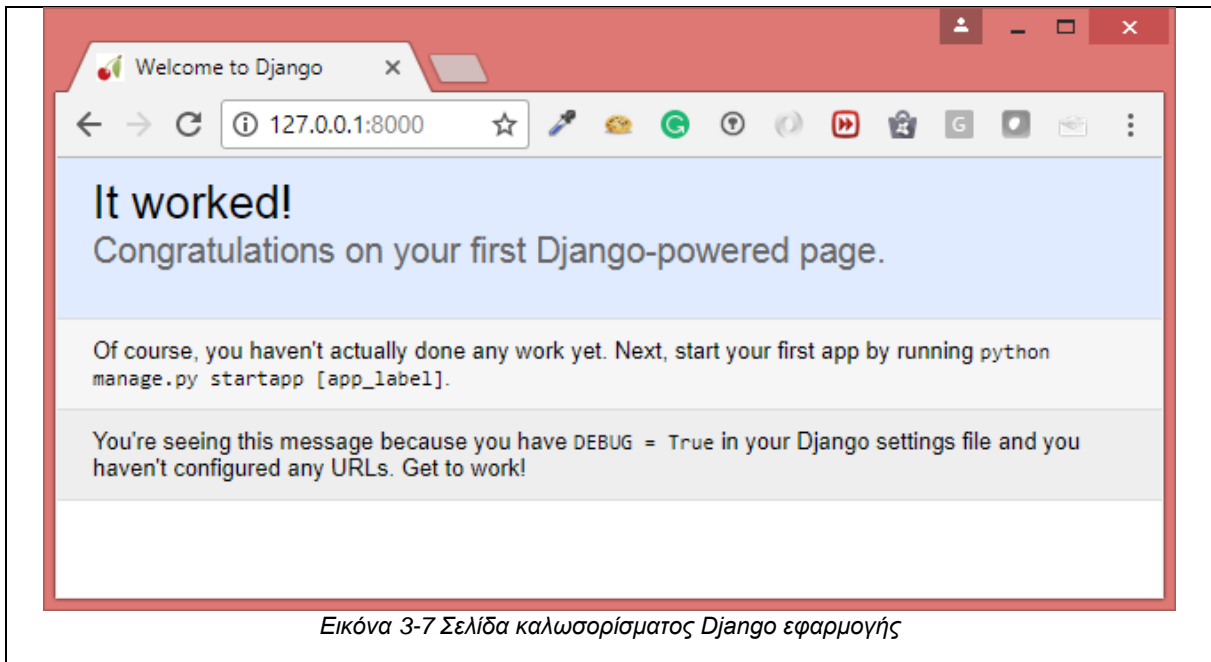 Welcome to Django
127.0.0.1:8000
It worked!
Congratulations on your first Django-powered page.
Of course, you haven't actually done any work yet. Next, start your first app by running python
manage.py startapp [app_label].
You're seeing this message because you have DEBUG = True in your Django settings file and you
haven't configured any URLs. Get to work!
Εικόνα 3-7 Σελίδα καλωσορίσματος Django εφαρμογής